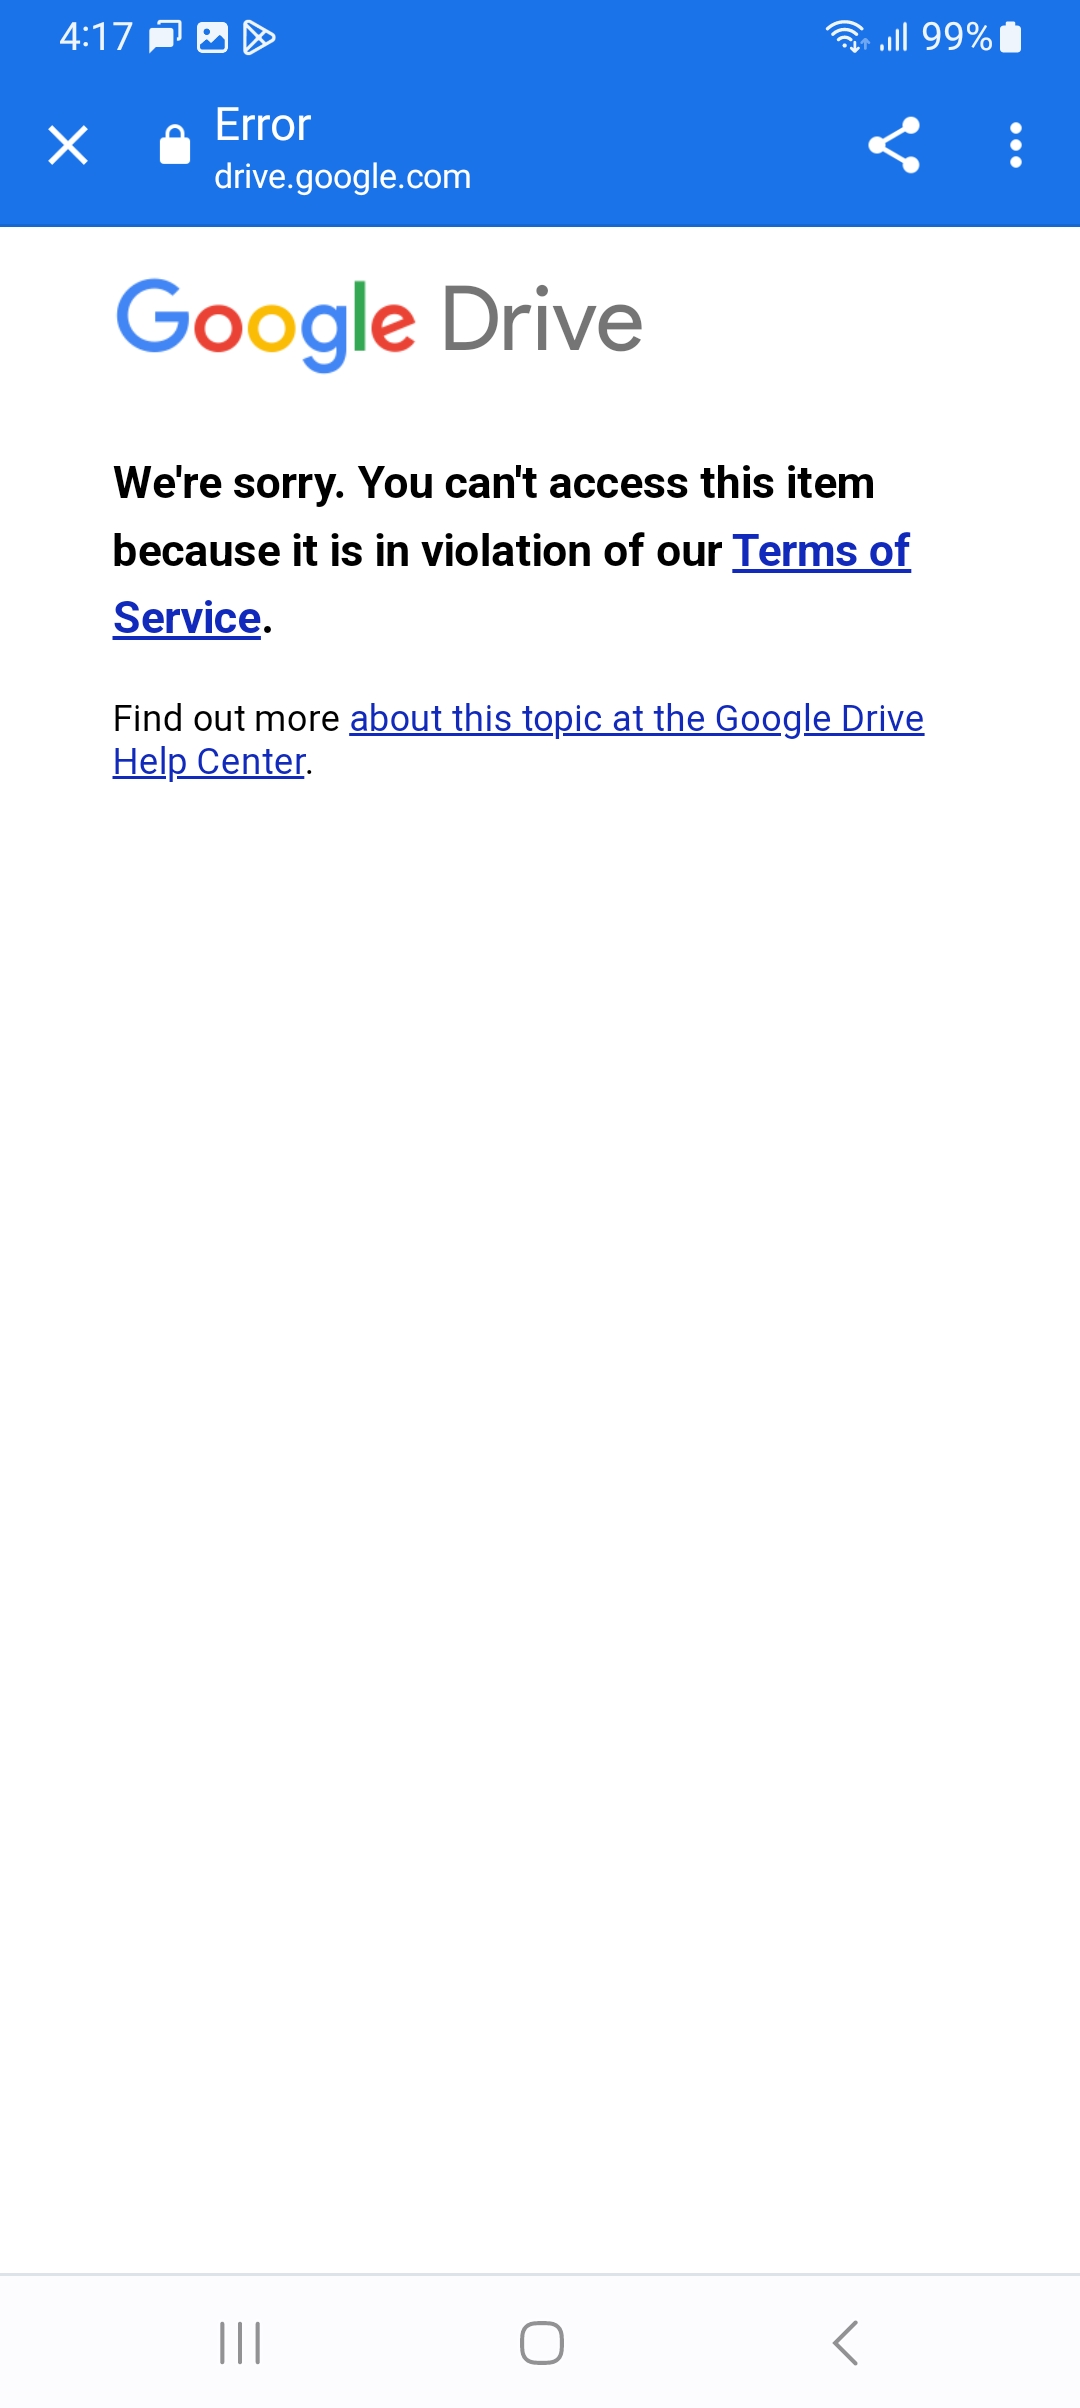 4:17 99%
Error
drive.google.com
Google Drive
We're sorry. You can't access this item
because it is in violation of our Terms of
Service.
Find out more about this topic at the Google Drive
Help Center.